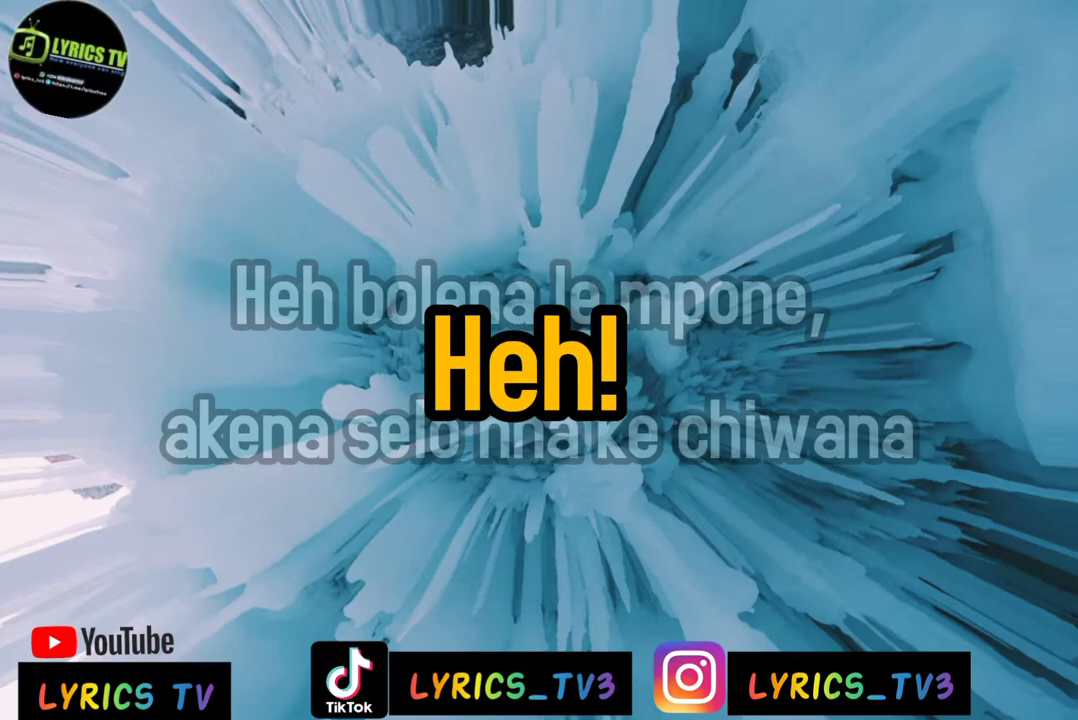 LYRICS TV
Heh bolena le mpone,
Heh!
akena selo nna ke chiwana
YouTube
LYRICS TV
TikTok
LYRICS_TV3
LYRICS_TV3